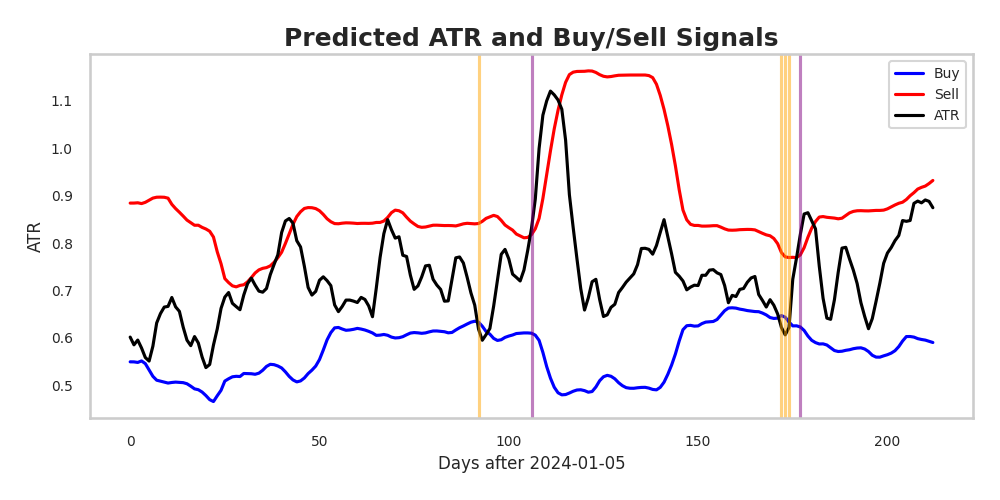 Predicted ATR and Buy/Sell Signals
Buy
Sell
ATR
ATR
1.1
1.0
0.9
0.8
0.7
0.6
0.5
0 50 100 150 200
Days after 2024-01-05